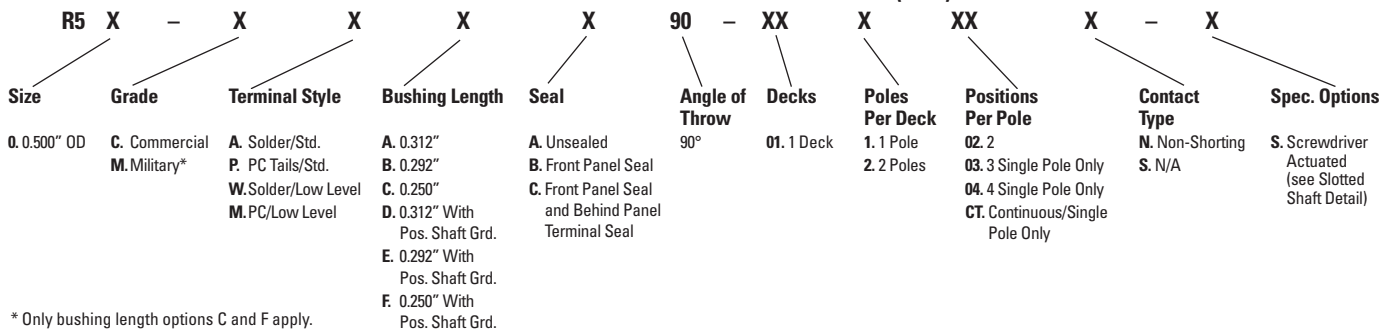 R5 X – X X X X 90 – XX X XX X – X
Size
0. 0.500" OD
Grade
C. Commercial
M. Military*
Terminal Style
A. Solder/Std.
P. PC Tails/Std.
W. Solder/Low Level
M. PC/Low Level
Bushing Length
A. 0.312"
B. 0.292"
C. 0.250"
D. 0.312" With
Pos. Shaft Grd.
E. 0.292" With
Pos. Shaft Grd.
F. 0.250" With
Pos. Shaft Grd.
Seal
A. Unsealed
B. Front Panel Seal
C. Front Panel Seal
and Behind Panel
Terminal Seal
Angle of
Throw
90°
Decks
01. 1 Deck
Poles
Per Deck
1. 1 Pole
2. 2 Poles
Positions
Per Pole
02. 2
03. 3 Single Pole Only
04. 4 Single Pole Only
CT. Continuous/Single
Pole Only
Contact
Type
N. Non-Shorting
S. N/A
Spec. Options
S. Screwdriver
Actuated
(see Slotted
Shaft Detail)
* Only bushing length options C and F apply.